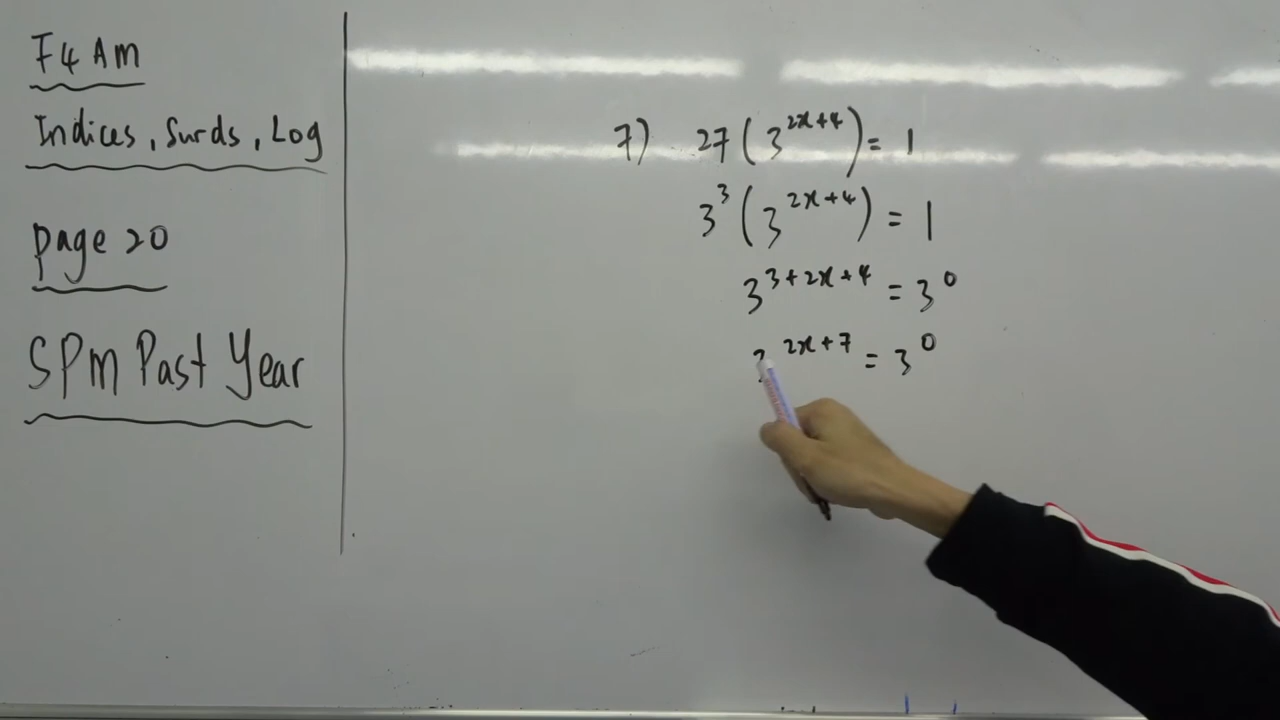 F4 Am
Indices, Surds, Log
page 20
SPM Past Year
7) 27(3^{2x+4}) = 1
3^3(3^{2x+4}) = 1
3^{3+2x+4} = 3^0
3^{2x+7} = 3^0